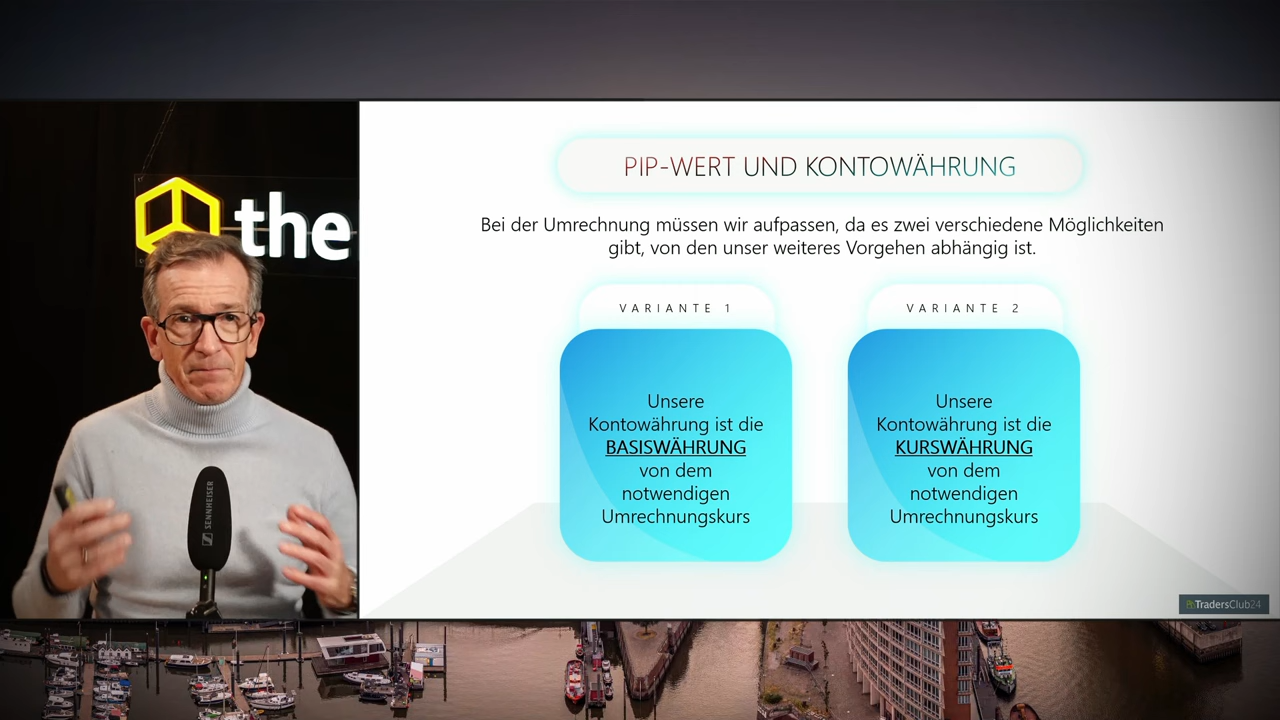 the
SENNHEISER
PIP-WERT UND KONTOWÄHRUNG
Bei der Umrechnung müssen wir aufpassen, da es zwei verschiedene Möglichkeiten
gibt, von den unser weiteres Vorgehen abhängig ist.
VARIANTE 1
Unsere
Kontowährung ist die
BASISWÄHRUNG
von dem
notwendigen
Umrechnungskurs
VARIANTE 2
Unsere
Kontowährung ist die
KURSWÄHRUNG
von dem
notwendigen
Umrechnungskurs
TradersClub24